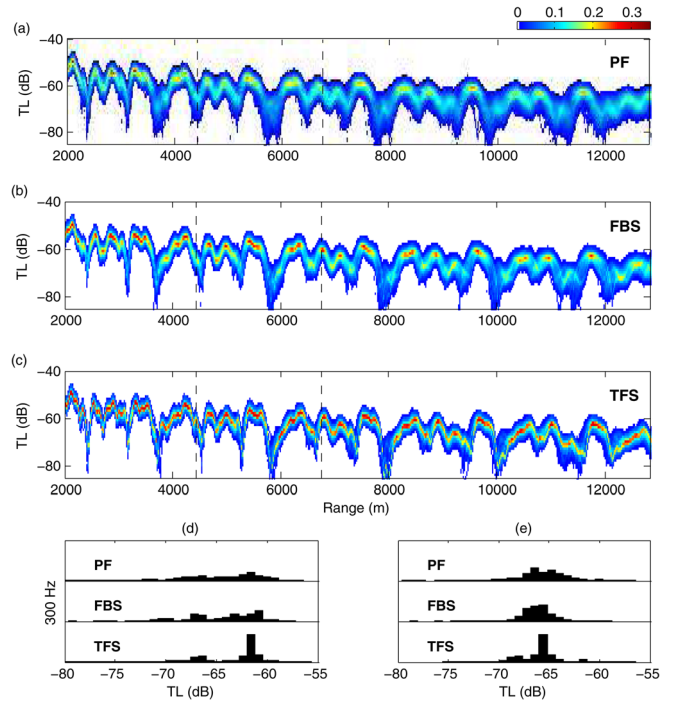 0 0.1 0.2 0.3
(a)
−40
−60
−80
TL (dB)
PF
2000 4000 6000 8000 10000 12000
(b)
−40
−60
−80
TL (dB)
FBS
2000 4000 6000 8000 10000 12000
(c)
−40
−60
−80
TL (dB)
TFS
2000 4000 6000 8000 10000 12000
Range (m)
(d) (e)
300 Hz
PF PF
FBS FBS
TFS TFS
−80 −75 −70 −65 −60 −55 −80 −75 −70 −65 −60 −55
TL (dB) TL (dB)